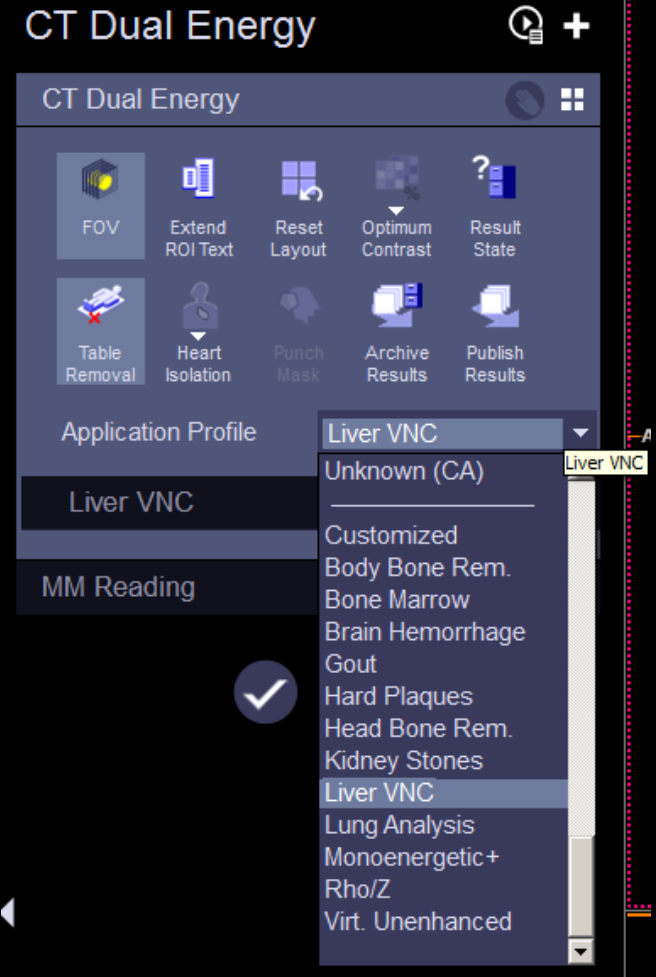 CT Dual Energy
CT Dual Energy
FOV
Extend
ROI Text
Reset
Layout
Optimum
Contrast
Result
State
Table
Removal
Heart
Isolation
Punch
Mask
Archive
Results
Publish
Results
Application Profile
Liver VNC
Liver VNC
Unknown (CA)
Liver VNC
Customized
Body Bone Rem.
Bone Marrow
MM Reading
Brain Hemorrhage
Gout
Hard Plaques
Head Bone Rem.
Kidney Stones
Liver VNC
Lung Analysis
Monoenergetic+
Rho/Z
Virt. Unenhanced